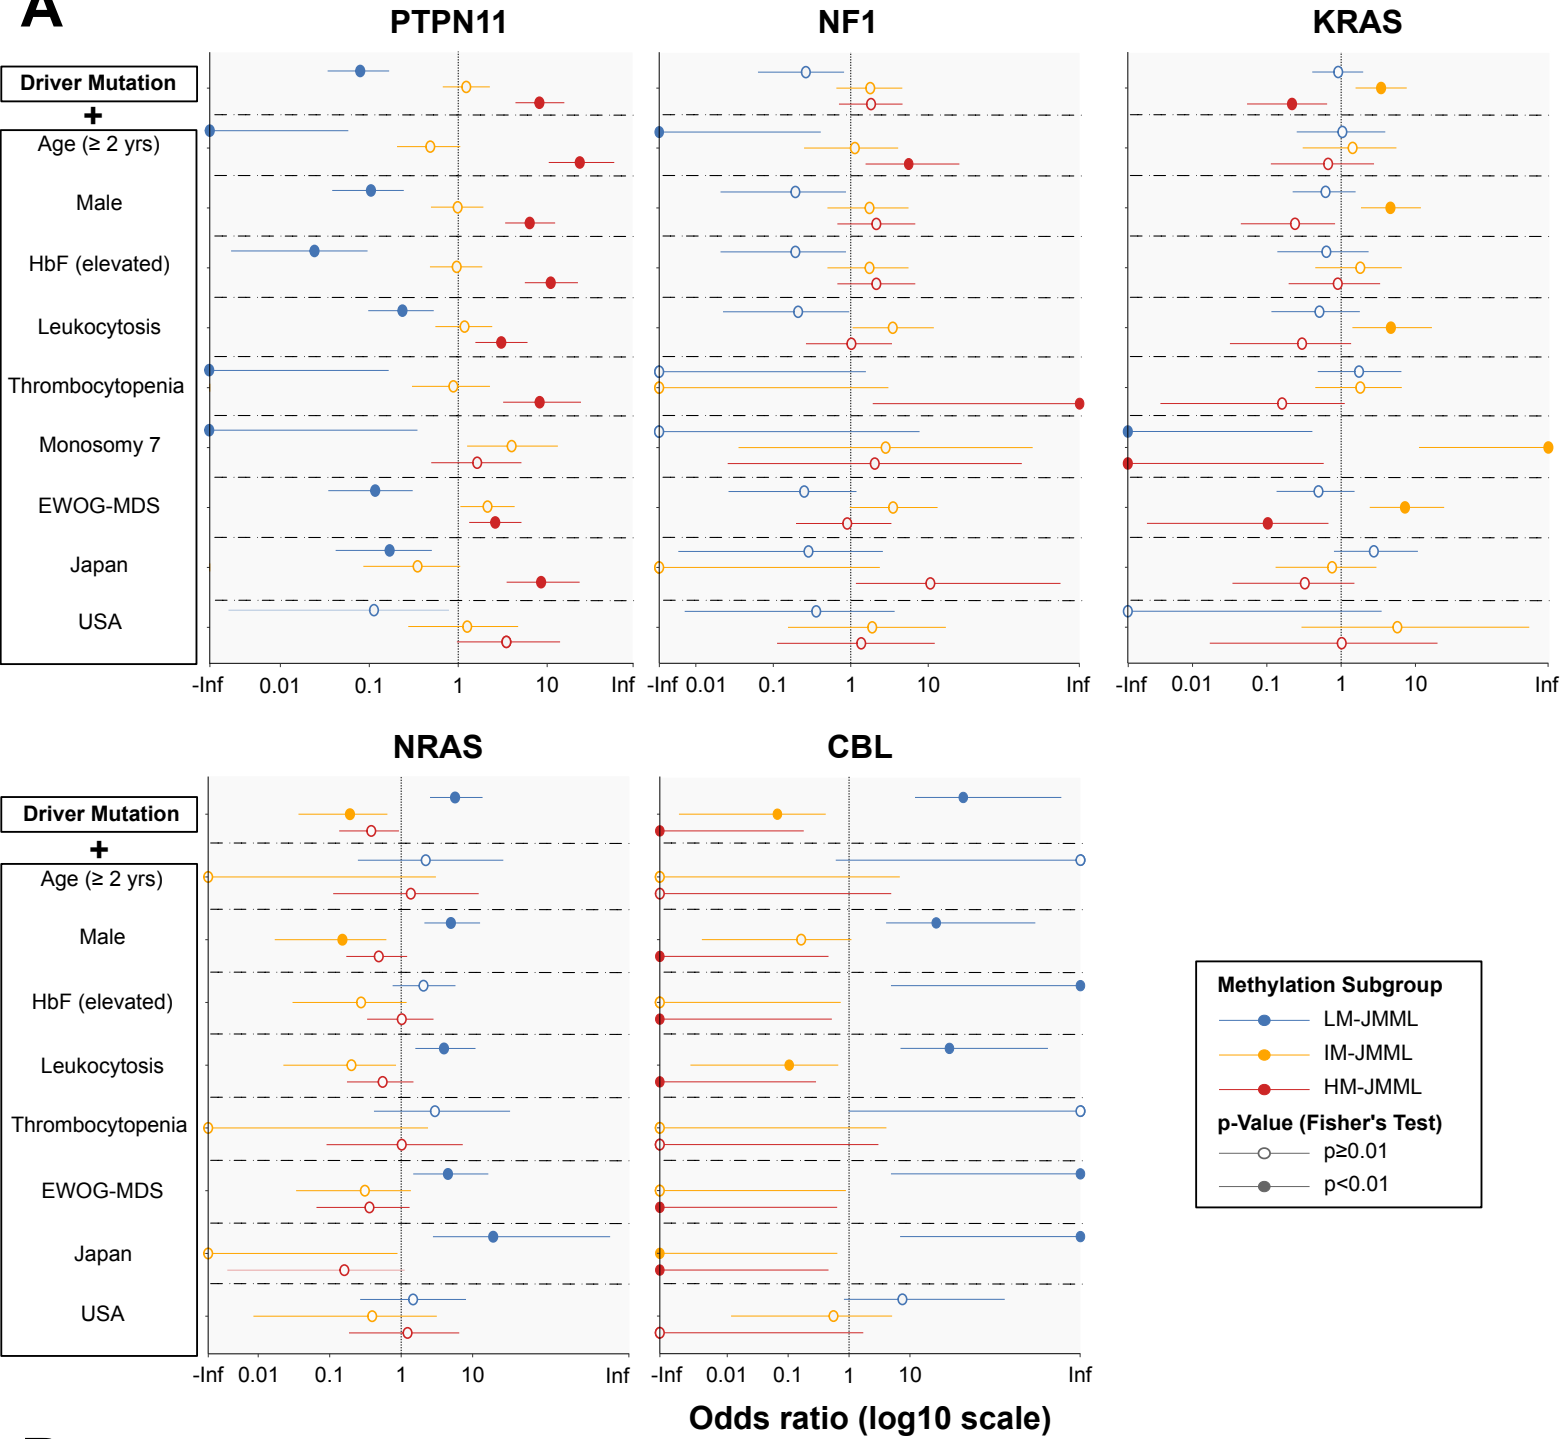 A
PTPN11
NF1
KRAS
Driver Mutation
+
Age (≥ 2 yrs)
Male
HbF (elevated)
Leukocytosis
Thrombocytopenia
Monosomy 7
EWOG-MDS
Japan
USA
-Inf 0.01 0.1 1 10 Inf
-Inf 0.01 0.1 1 10 Inf
-Inf 0.01 0.1 1 10 Inf
NRAS
CBL
Driver Mutation
+
Age (≥ 2 yrs)
Male
HbF (elevated)
Leukocytosis
Thrombocytopenia
EWOG-MDS
Japan
USA
-Inf 0.01 0.1 1 10 Inf
-Inf 0.01 0.1 1 10 Inf
Odds ratio (log10 scale)
Methylation Subgroup
LM-JMML
IM-JMML
HM-JMML
p-Value (Fisher's Test)
p≥0.01
p<0.01